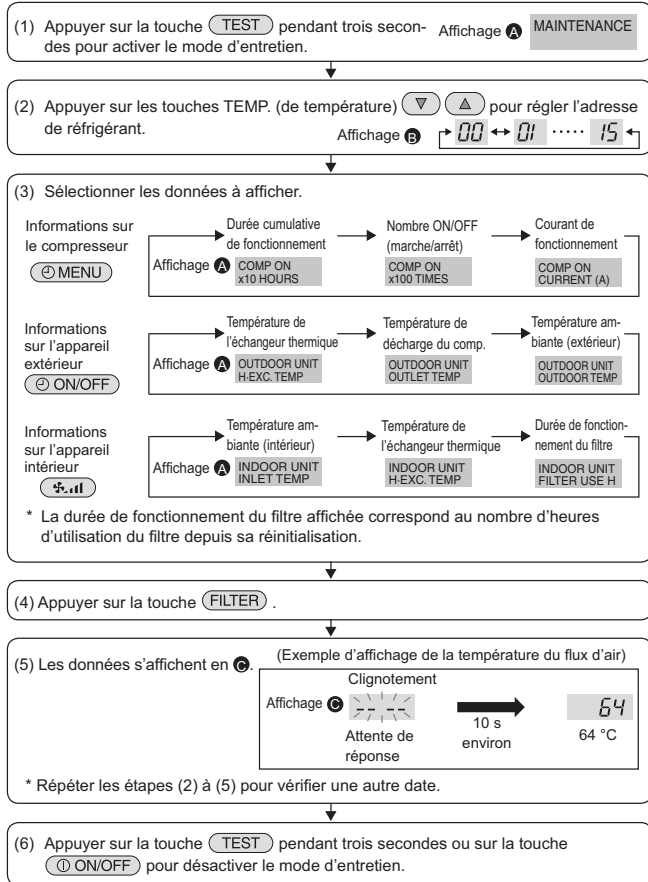 (1) Appuyer sur la touche TEST pendant trois secon-
des pour activer le mode d'entretien.
Affichage A MAINTENANCE
(2) Appuyer sur les touches TEMP. (de température) ▽ △ pour régler l'adresse
de réfrigérant.
Affichage B 00 ↔ 01 ..... 15
(3) Sélectionner les données à afficher.
Informations sur
le compresseur
MENU
Affichage A
Durée cumulative
de fonctionnement
COMP ON
x10 HOURS
Nombre ON/OFF
(marche/arrêt)
COMP ON
x100 TIMES
Courant de
fonctionnement
COMP ON
CURRENT (A)
Informations
sur l'appareil
extérieur
ON/OFF
Affichage A
Température de
l'échangeur thermique
OUTDOOR UNIT
H·EXC. TEMP
Température de
décharge du comp.
OUTDOOR UNIT
OUTLET TEMP
Température am-
biante (extérieur)
OUTDOOR UNIT
OUTDOOR TEMP
Informations
sur l'appareil
intérieur
Affichage A
Température am-
biante (intérieur)
INDOOR UNIT
INLET TEMP
Température de
l'échangeur thermique
INDOOR UNIT
H·EXC. TEMP
Durée de fonction-
nement du filtre
INDOOR UNIT
FILTER USE H
* La durée de fonctionnement du filtre affichée correspond au nombre d'heures
d'utilisation du filtre depuis sa réinitialisation.
(4) Appuyer sur la touche FILTER .
(5) Les données s'affichent en C.
(Exemple d'affichage de la température du flux d'air)
Clignotement
Affichage C -- --
Attente de
réponse
10 s
environ
64
64 °C
* Répéter les étapes (2) à (5) pour vérifier une autre date.
(6) Appuyer sur la touche TEST pendant trois secondes ou sur la touche
ON/OFF pour désactiver le mode d'entretien.